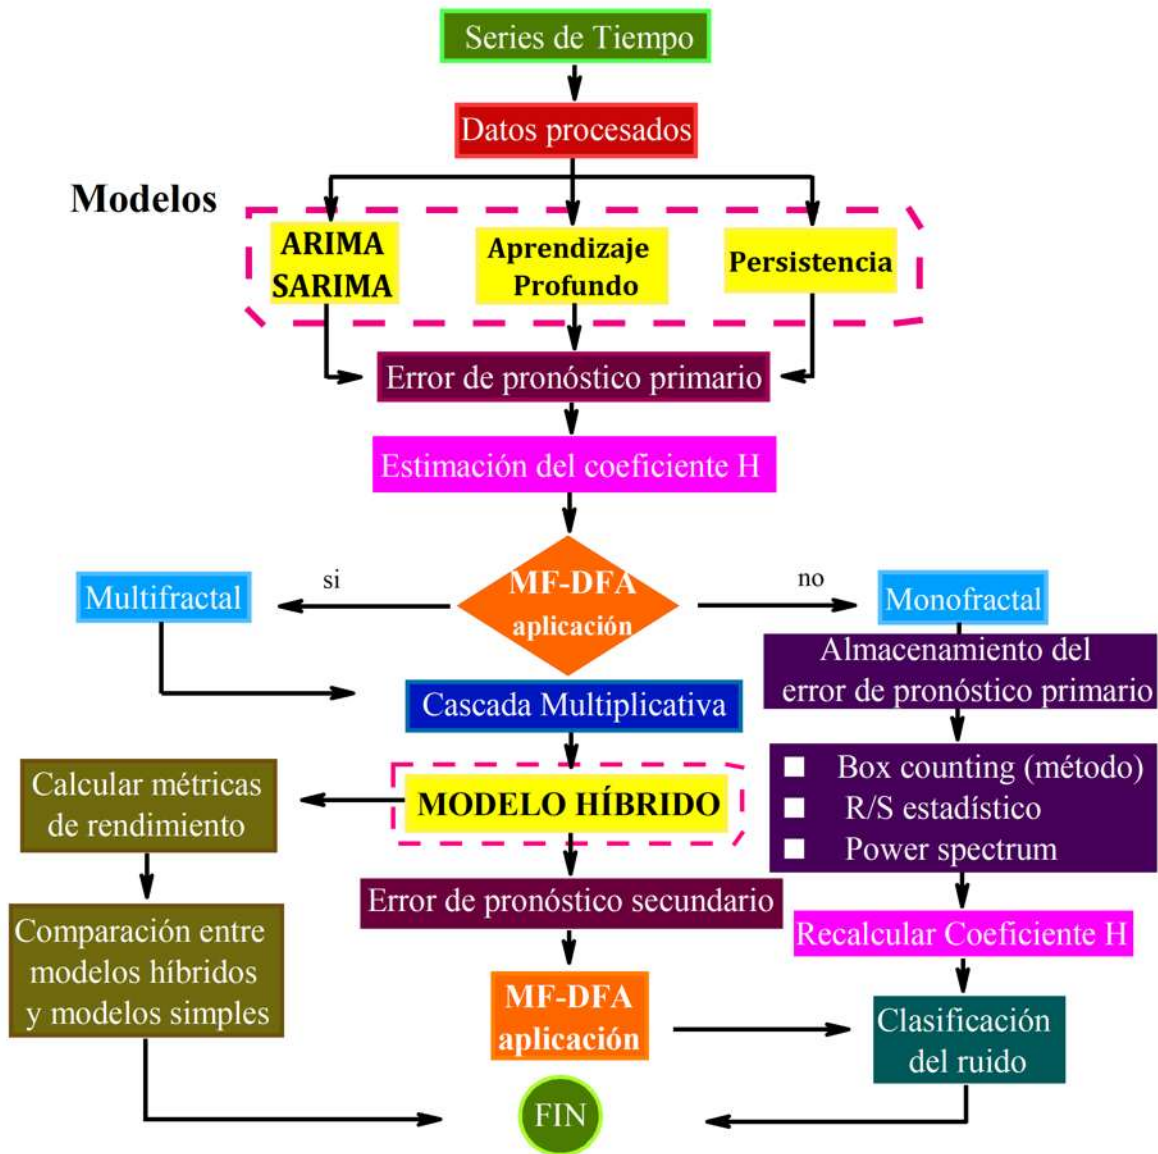 Series de Tiempo
Datos procesados
Modelos
ARIMA
SARIMA
Aprendizaje
Profundo
Persistencia
Error de pronóstico primario
Estimación del coeficiente H
MF-DFA
aplicación
si
no
Multifractal
Monofractal
Almacenamiento del
error de pronóstico primario
Cascada Multiplicativa
Calcular métricas
de rendimiento
MODELO HÍBRIDO
Box counting (método)
R/S estadístico
Power spectrum
Error de pronóstico secundario
Comparación entre
modelos híbridos
y modelos simples
Recalcular Coeficiente H
MF-DFA
aplicación
Clasificación
del ruido
FIN